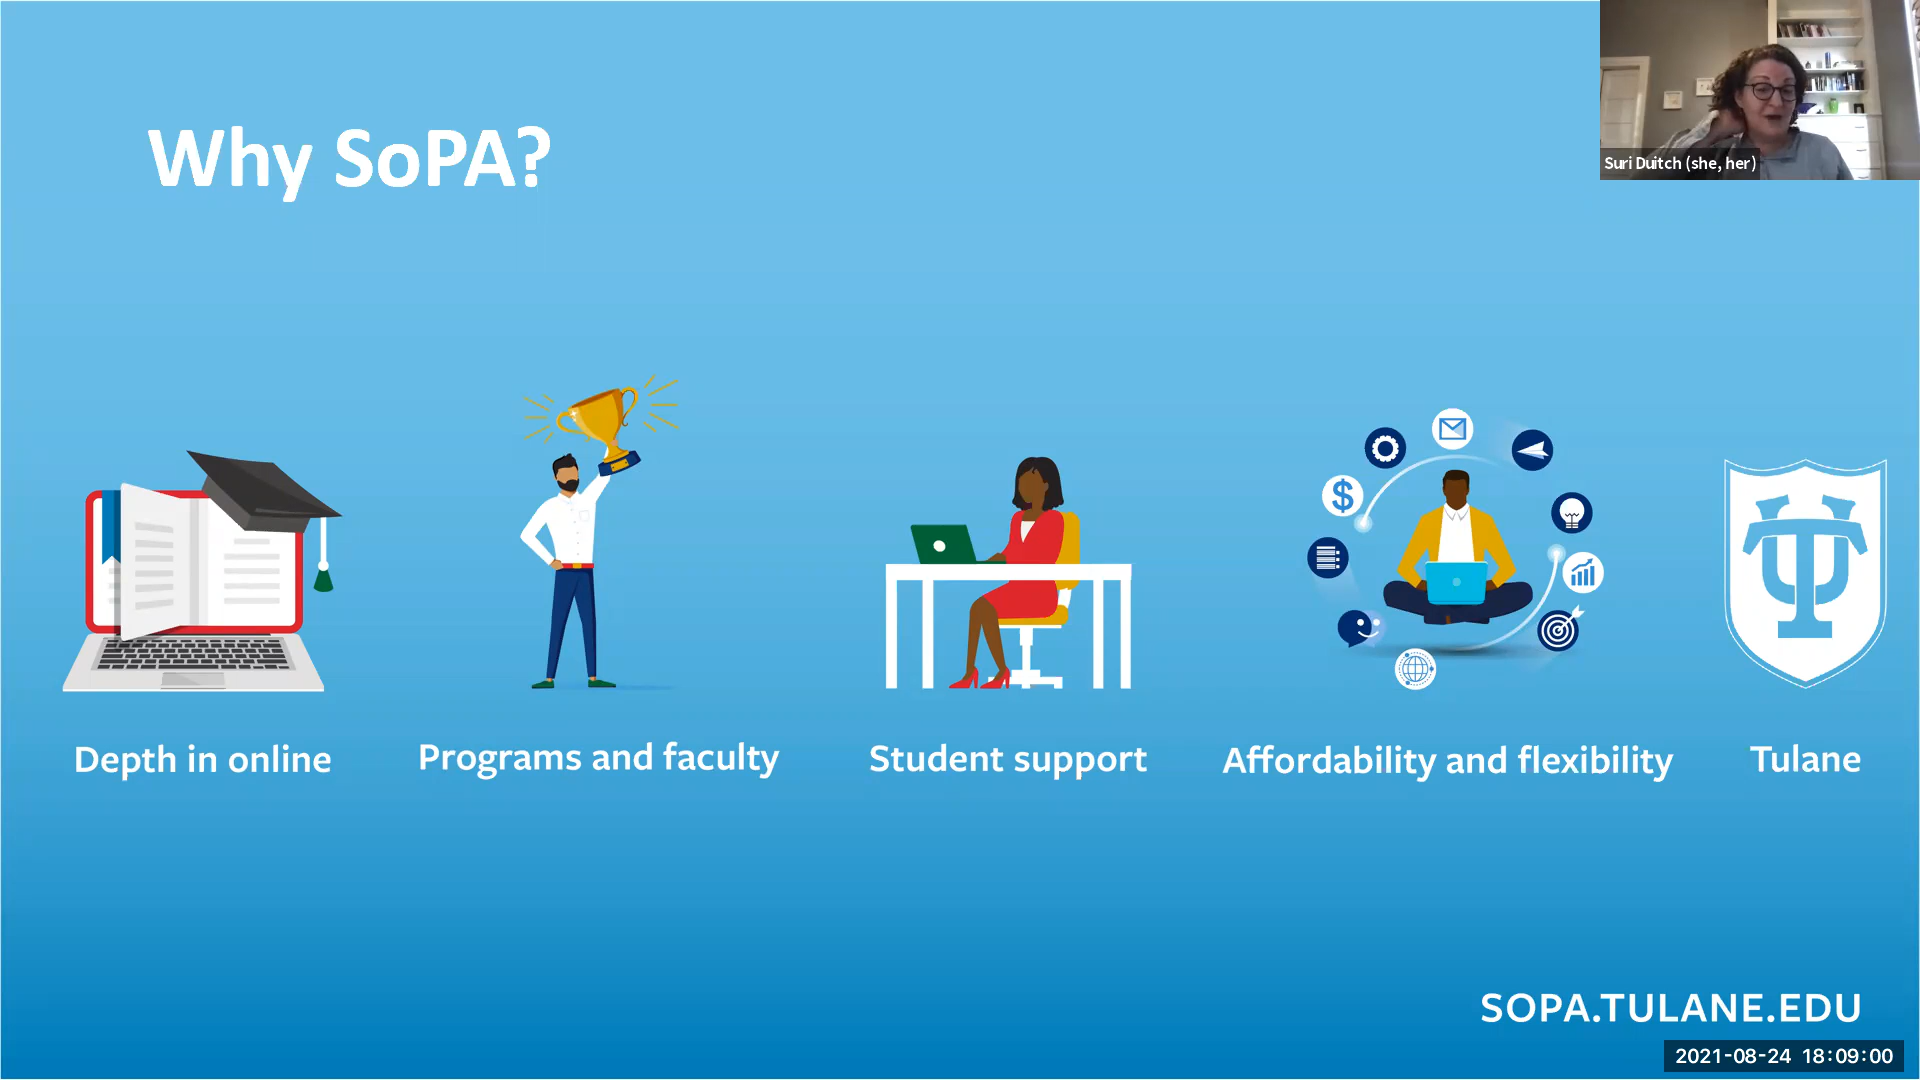 Why SoPA?
Suri Duitch (she, her)
$
Depth in online
Programs and faculty
Student support
Affordability and flexibility
Tulane
SOPA.TULANE.EDU
2021-08-24 18:09:00